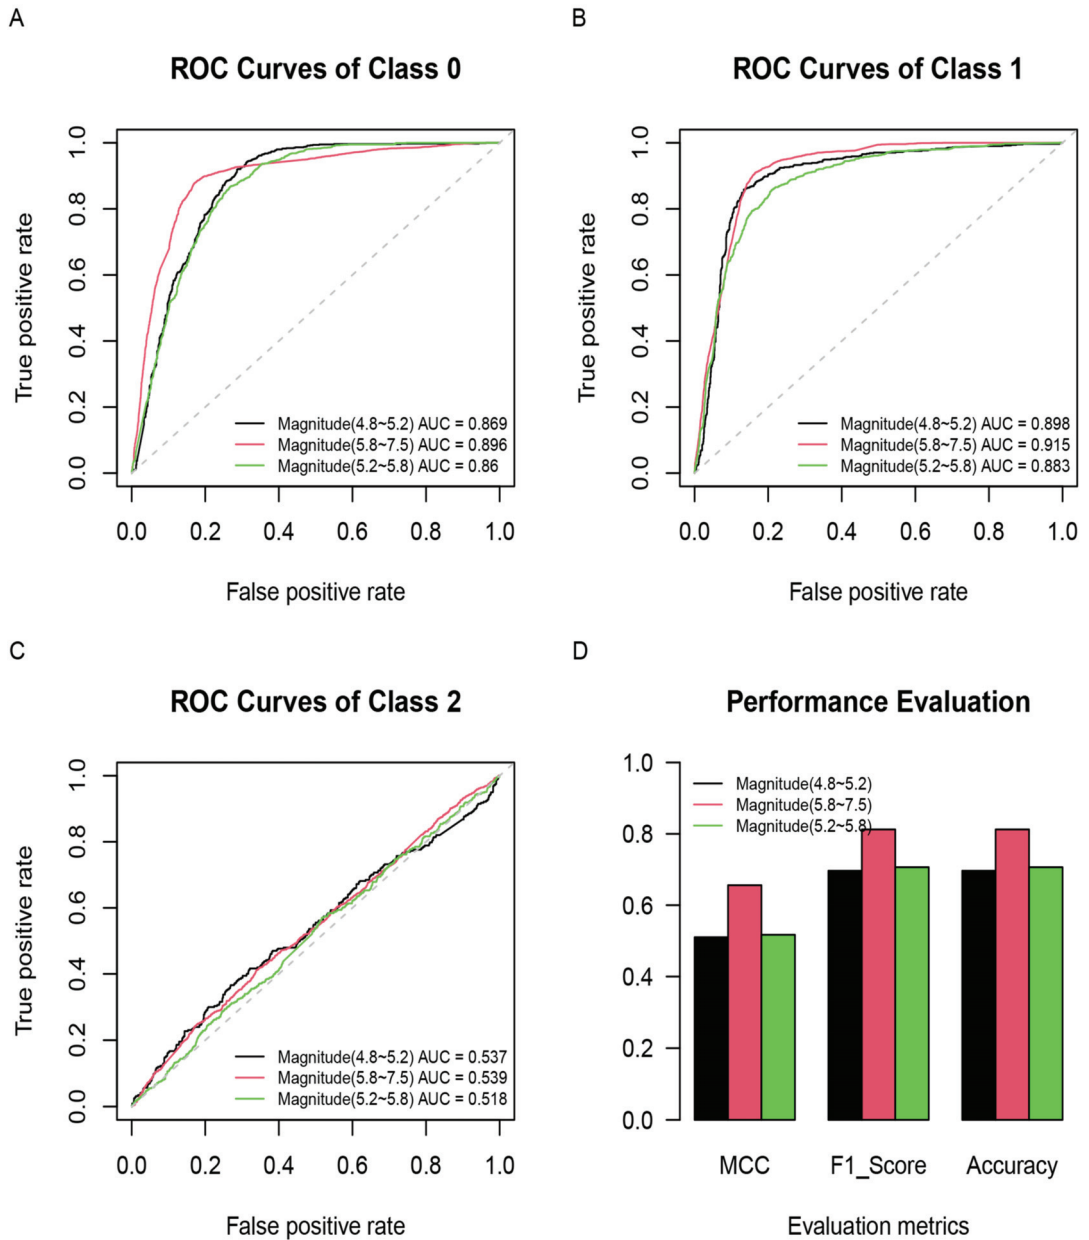 A
ROC Curves of Class 0
True positive rate
1.0
0.8
0.6
0.4
0.2
0.0
Magnitude(4.8~5.2) AUC = 0.869
Magnitude(5.8~7.5) AUC = 0.896
Magnitude(5.2~5.8) AUC = 0.86
0.0 0.2 0.4 0.6 0.8 1.0
False positive rate
B
ROC Curves of Class 1
True positive rate
1.0
0.8
0.6
0.4
0.2
0.0
Magnitude(4.8~5.2) AUC = 0.898
Magnitude(5.8~7.5) AUC = 0.915
Magnitude(5.2~5.8) AUC = 0.883
0.0 0.2 0.4 0.6 0.8 1.0
False positive rate
C
ROC Curves of Class 2
True positive rate
1.0
0.8
0.6
0.4
0.2
0.0
Magnitude(4.8~5.2) AUC = 0.537
Magnitude(5.8~7.5) AUC = 0.539
Magnitude(5.2~5.8) AUC = 0.518
0.0 0.2 0.4 0.6 0.8 1.0
False positive rate
D
Performance Evaluation
1.0
0.8
0.6
0.4
0.2
0.0
Magnitude(4.8~5.2)
Magnitude(5.8~7.5)
Magnitude(5.2~5.8)
MCC F1_Score Accuracy
Evaluation metrics